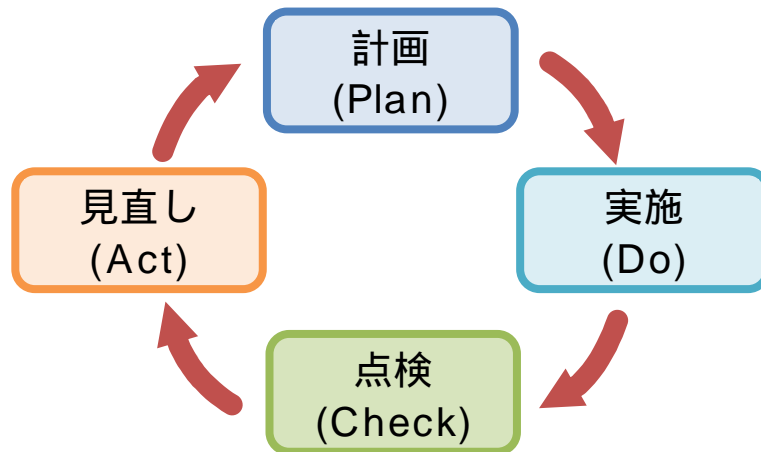 計画
(Plan)
実施
(Do)
点検
(Check)
見直し
(Act)